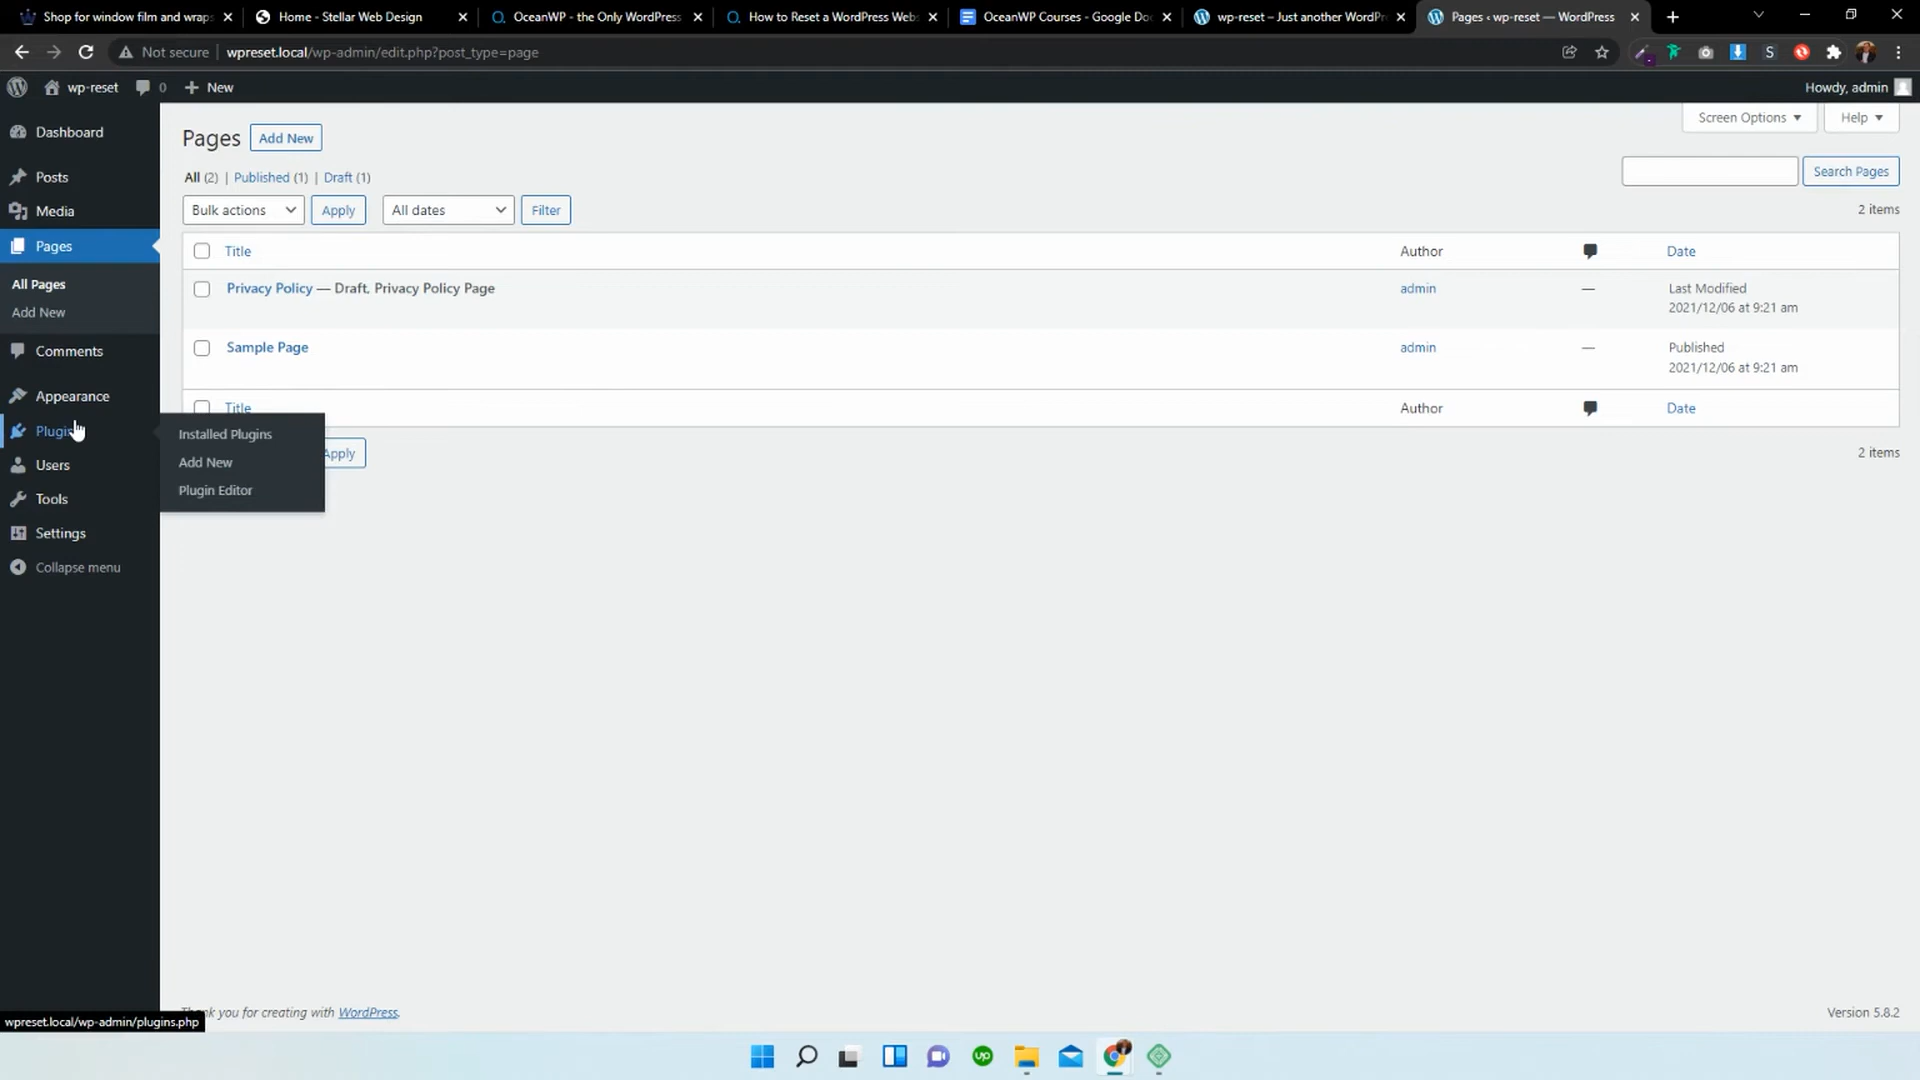 Shop for window film and wraps
Home - Stellar Web Design
OceanWP - the Only WordPress
How to Reset a WordPress Web
OceanWP Courses - Google Do
wp-reset – Just another WordPr
Pages ‹ wp-reset — WordPress
Not secure
wpreset.local/wp-admin/edit.php?post_type=page
wp-reset
0
New
Howdy, admin
Dashboard
Posts
Media
Pages
All Pages
Add New
Comments
Appearance
Plugin
Users
Tools
Settings
Collapse menu
Installed Plugins
Add New
Plugin Editor
Screen Options
Help
Pages
Add New
All (2) | Published (1) | Draft (1)
Search Pages
Bulk actions
Apply
All dates
Filter
2 items
Title
Author
Date
Privacy Policy — Draft, Privacy Policy Page
admin
—
Last Modified
2021/12/06 at 9:21 am
Sample Page
admin
—
Published
2021/12/06 at 9:21 am
Title
Author
Date
Apply
2 items
you for creating with WordPress.
Version 5.8.2
wpreset.local/wp-admin/plugins.php
S
up